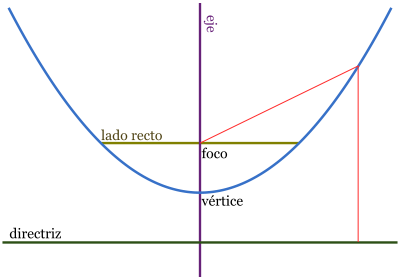 eje
lado recto
foco
vértice
directriz